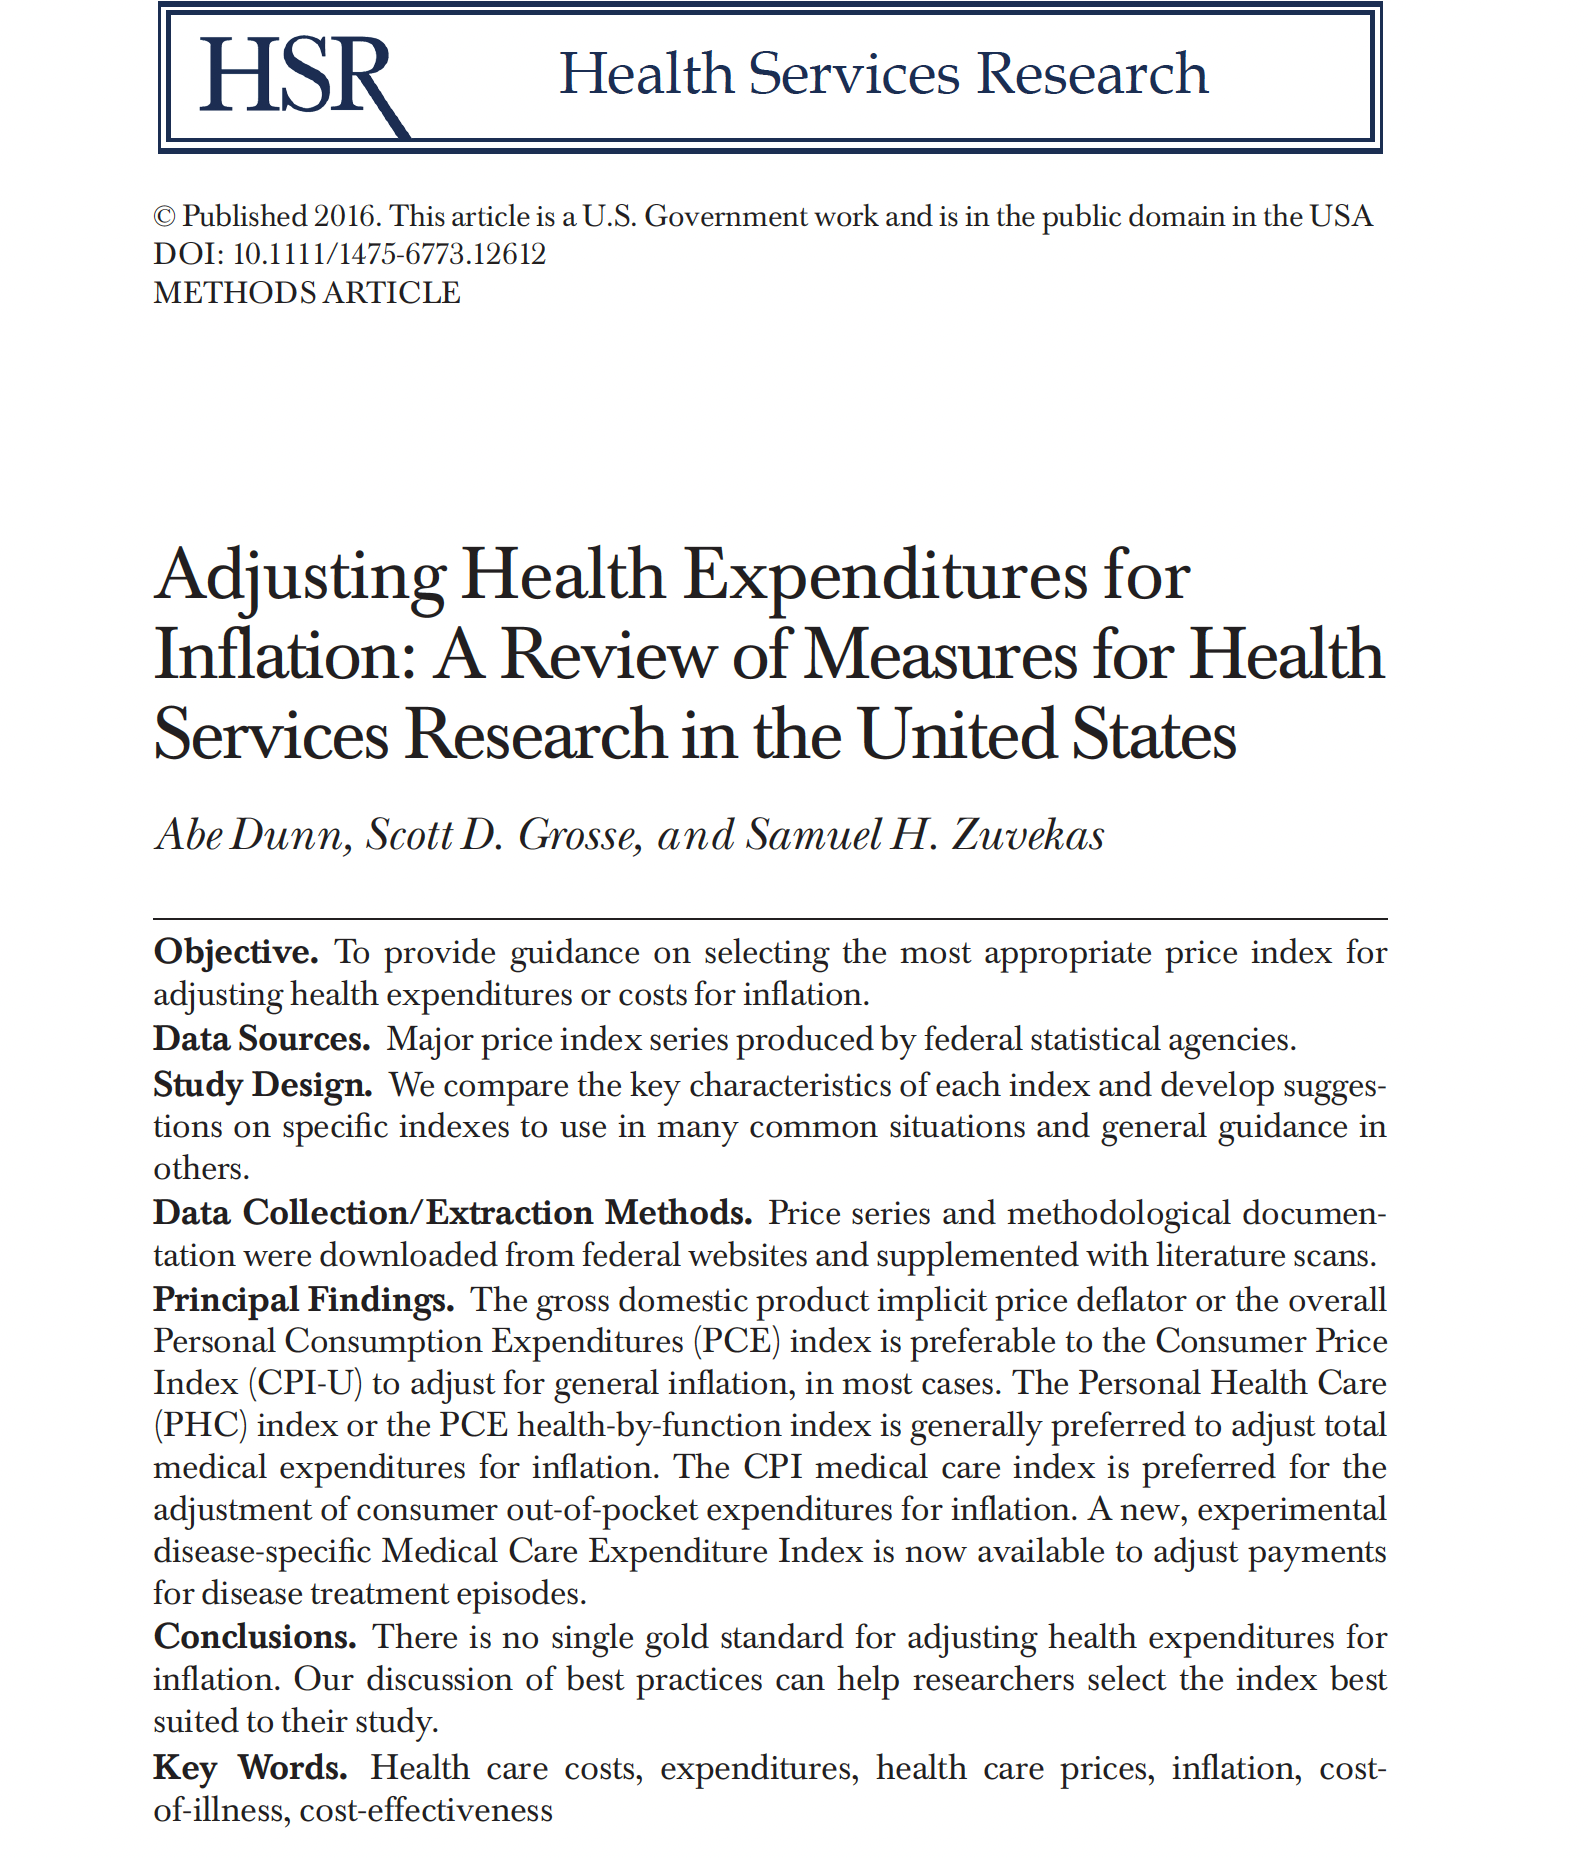 HSR
Health Services Research
© Published 2016. This article is a U.S. Government work and is in the public domain in the USA
DOI: 10.1111/1475-6773.12612
METHODS ARTICLE
Adjusting Health Expenditures for
Inflation: A Review of Measures for Health
Services Research in the United States
Abe Dunn, Scott D. Grosse, and Samuel H. Zuvekas
Objective. To provide guidance on selecting the most appropriate price index for
adjusting health expenditures or costs for inflation.
Data Sources. Major price index series produced by federal statistical agencies.
Study Design. We compare the key characteristics of each index and develop sugges-
tions on specific indexes to use in many common situations and general guidance in
others.
Data Collection/Extraction Methods. Price series and methodological documen-
tation were downloaded from federal websites and supplemented with literature scans.
Principal Findings. The gross domestic product implicit price deflator or the overall
Personal Consumption Expenditures (PCE) index is preferable to the Consumer Price
Index (CPI-U) to adjust for general inflation, in most cases. The Personal Health Care
(PHC) index or the PCE health-by-function index is generally preferred to adjust total
medical expenditures for inflation. The CPI medical care index is preferred for the
adjustment of consumer out-of-pocket expenditures for inflation. A new, experimental
disease-specific Medical Care Expenditure Index is now available to adjust payments
for disease treatment episodes.
Conclusions. There is no single gold standard for adjusting health expenditures for
inflation. Our discussion of best practices can help researchers select the index best
suited to their study.
Key Words. Health care costs, expenditures, health care prices, inflation, cost-
of-illness, cost-effectiveness